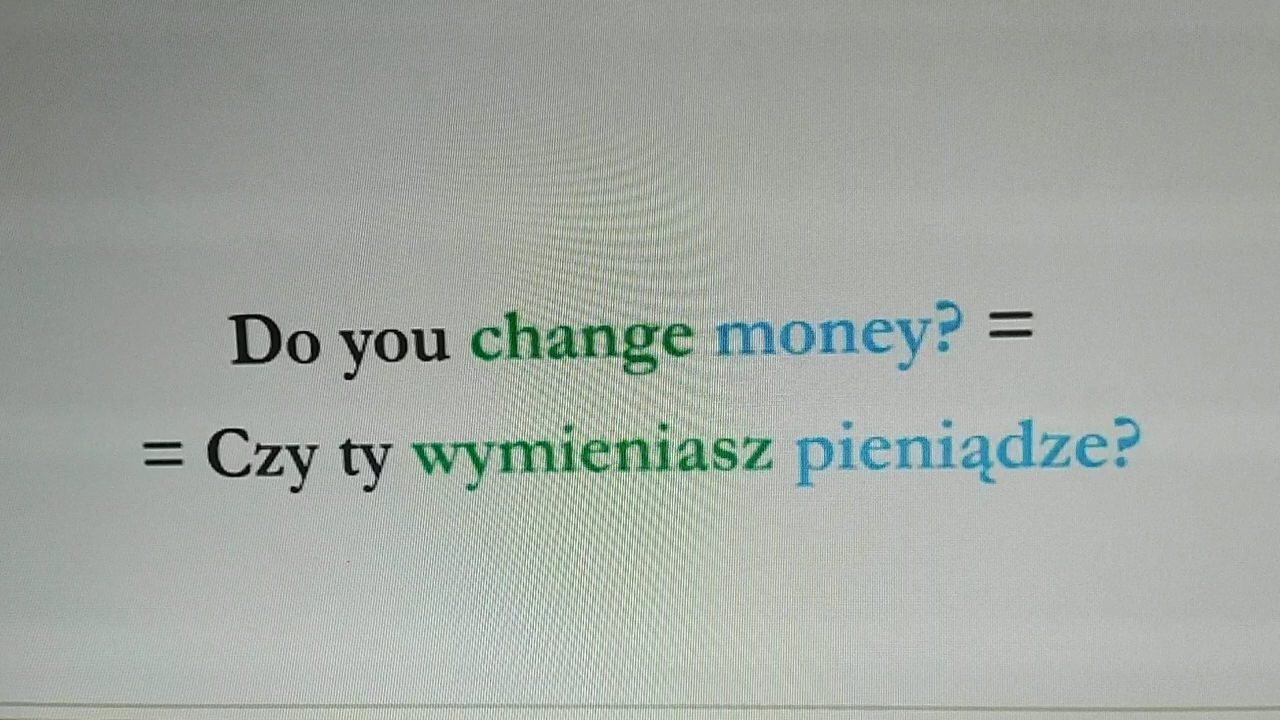 Do you change money? =
= Czy ty wymieniasz pieniądze?